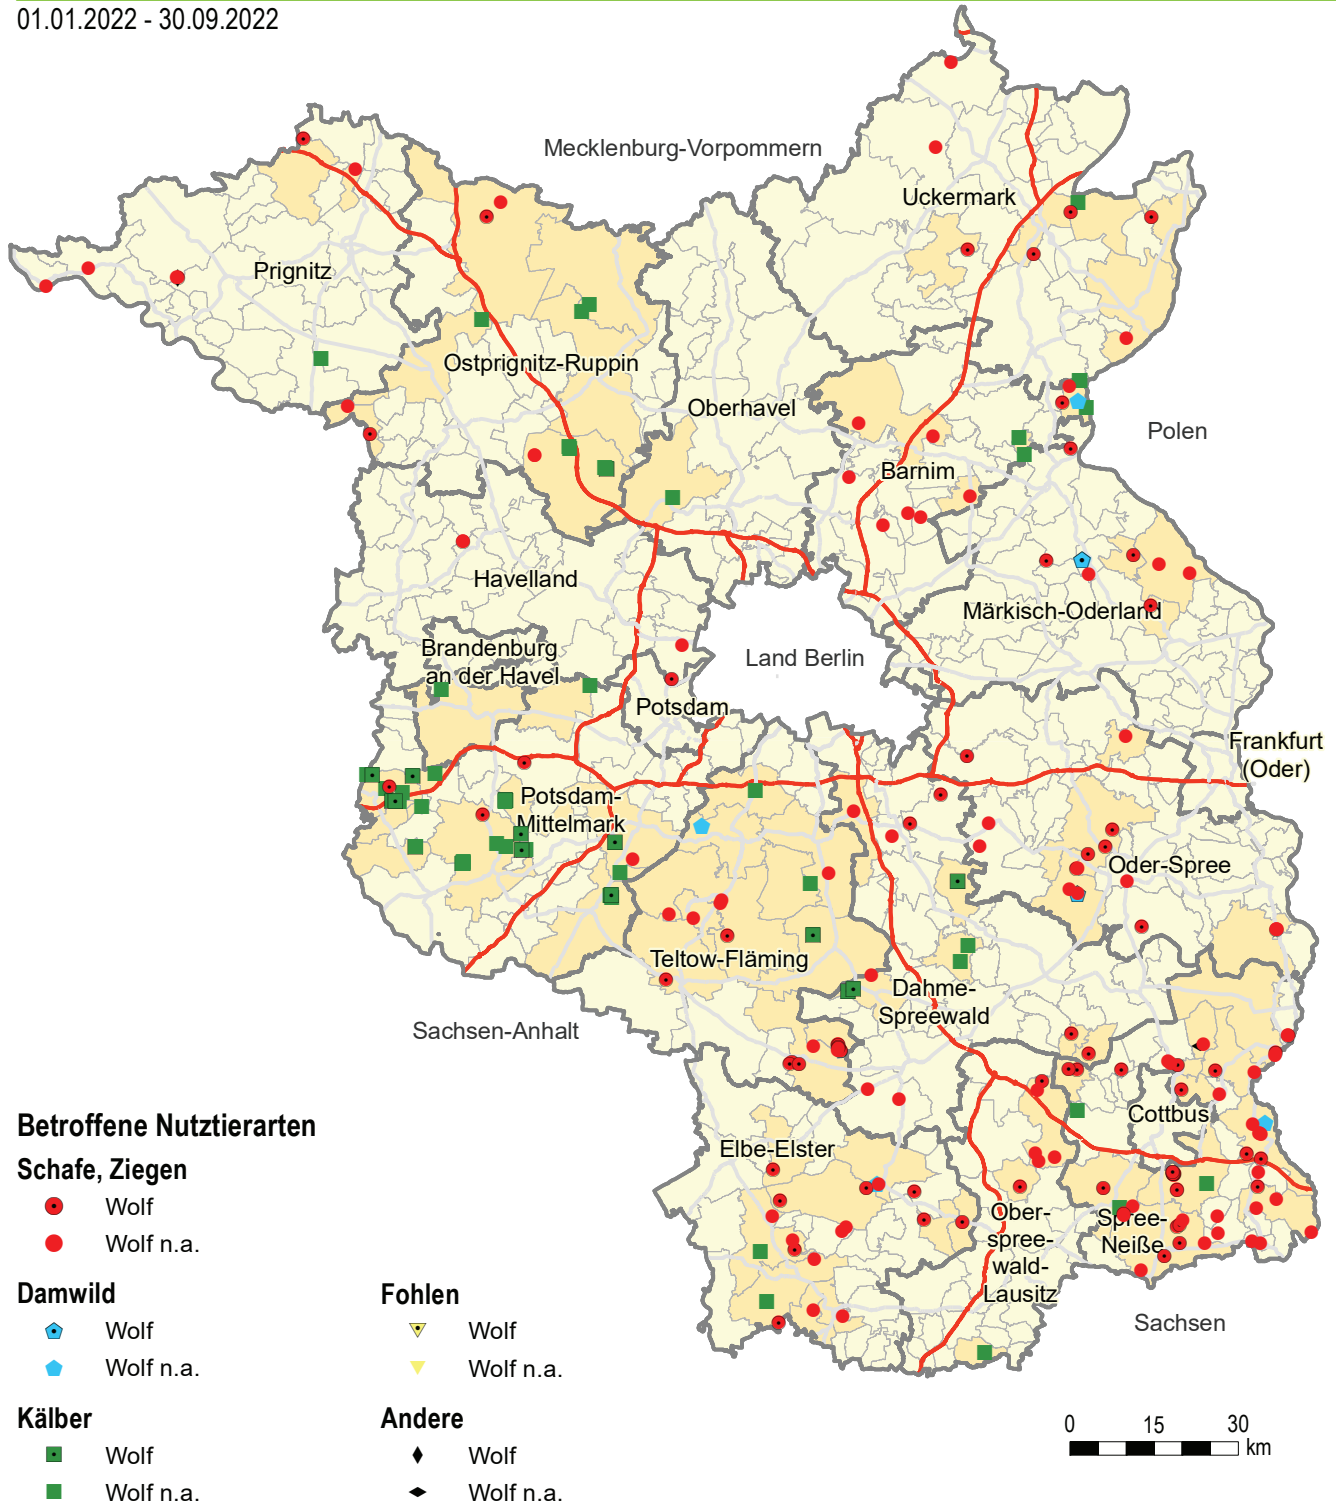 01.01.2022 - 30.09.2022
Mecklenburg-Vorpommern
Uckermark
Prignitz
Ostprignitz-Ruppin
Oberhavel
Polen
Barnim
Havelland
Märkisch-Oderland
Brandenburg
an der Havel
Land Berlin
Potsdam
Frankfurt
(Oder)
Potsdam-
Mittelmark
Oder-Spree
Teltow-Fläming
Dahme-
Spreewald
Sachsen-Anhalt
Cottbus
Elbe-Elster
Ober-
spree-
wald-
Lausitz
Spree-
Neiße
Sachsen
Betroffene Nutztierarten
Schafe, Ziegen
Wolf
Wolf n.a.
Damwild
Wolf
Wolf n.a.
Kälber
Wolf
Wolf n.a.
Fohlen
Wolf
Wolf n.a.
Andere
Wolf
Wolf n.a.
0 15 30
km